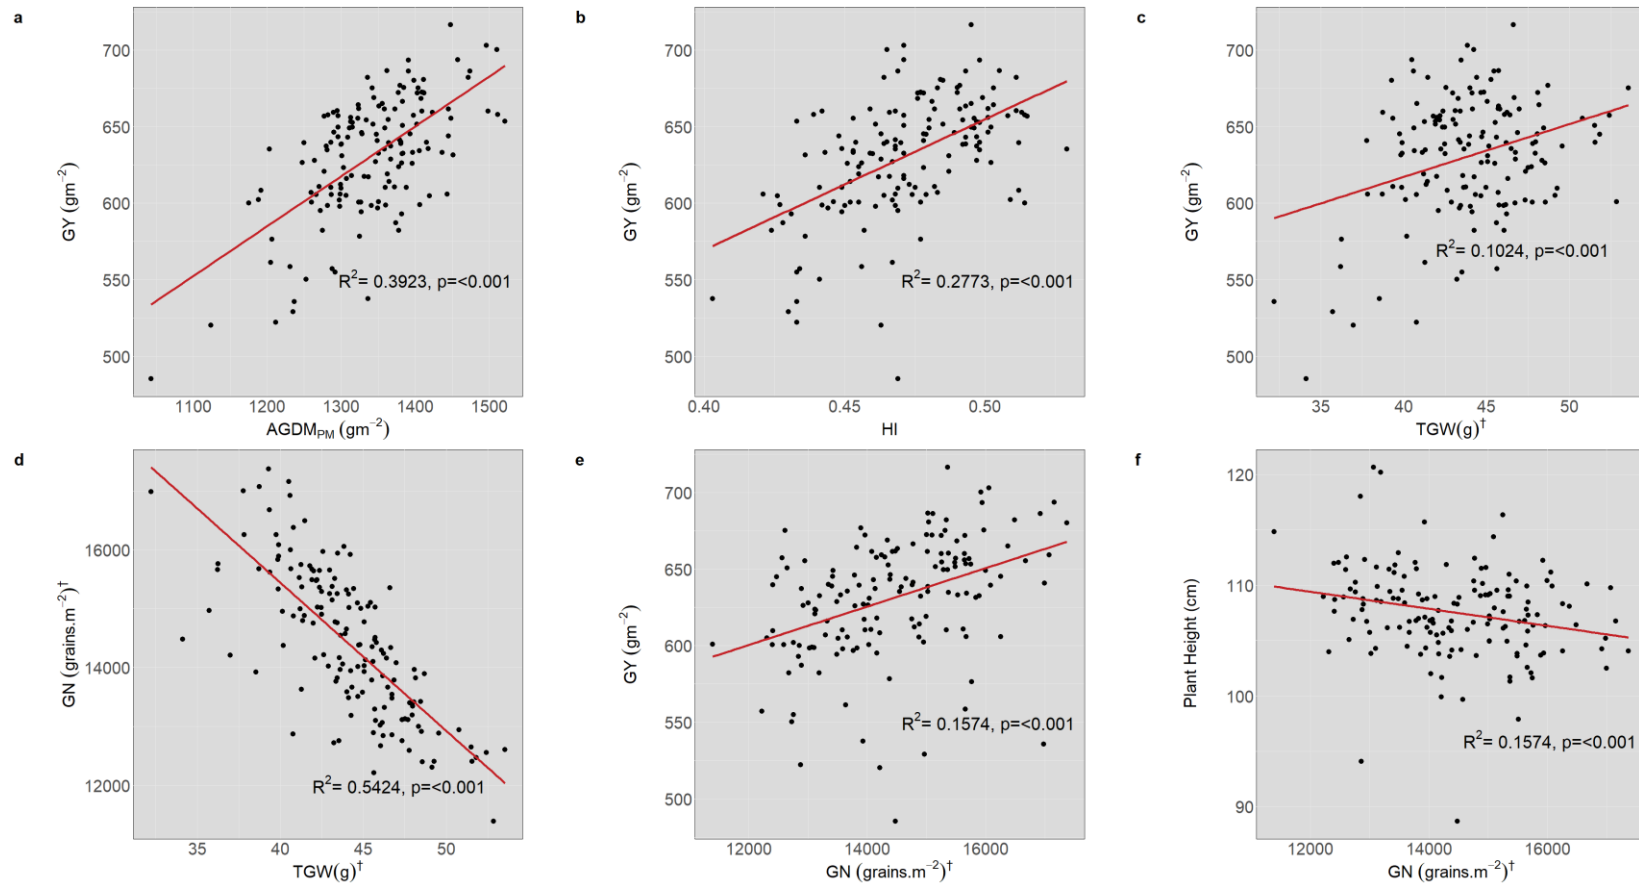 a
700
650
600
550
500
GY (gm⁻²)
R²= 0.3923, p=<0.001
1100 1200 1300 1400 1500
AGDM_PM (gm⁻²)
b
700
650
600
550
500
GY (gm⁻²)
R²= 0.2773, p=<0.001
0.40 0.45 0.50
HI
c
700
650
600
550
500
GY (gm⁻²)
R²= 0.1024, p=<0.001
35 40 45 50
TGW(g)†
d
16000
14000
12000
GN (grains.m⁻²)†
R²= 0.5424, p=<0.001
35 40 45 50
TGW(g)†
e
700
650
600
550
500
GY (gm⁻²)
R²= 0.1574, p=<0.001
12000 14000 16000
GN (grains.m⁻²)†
f
120
110
100
90
Plant Height (cm)
R²= 0.1574, p=<0.001
12000 14000 16000
GN (grains.m⁻²)†